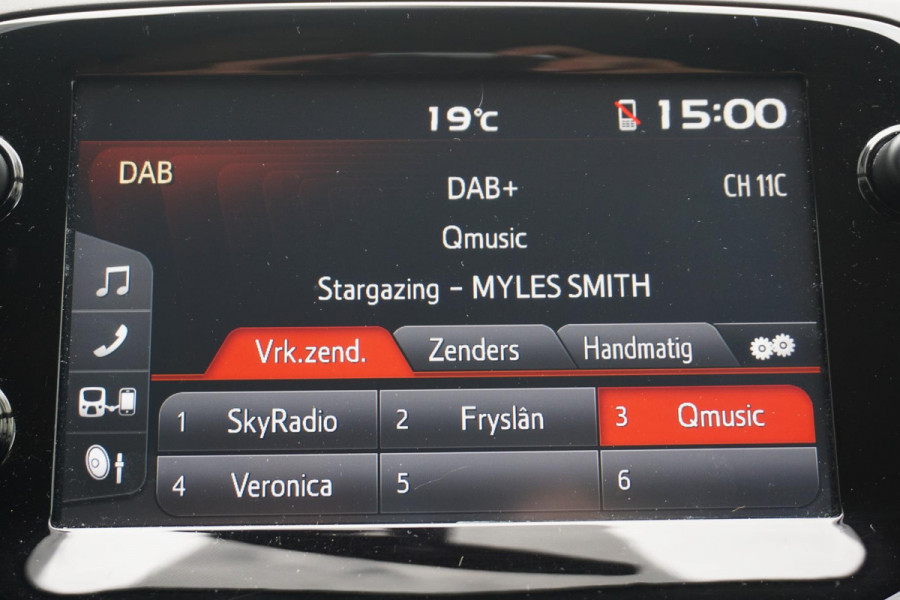 19°C 15:00
DAB
DAB+
CH 11C
Qmusic
Stargazing - MYLES SMITH
Vrk.zend. Zenders Handmatig
1 SkyRadio 2 Fryslân 3 Qmusic
4 Veronica 5 6